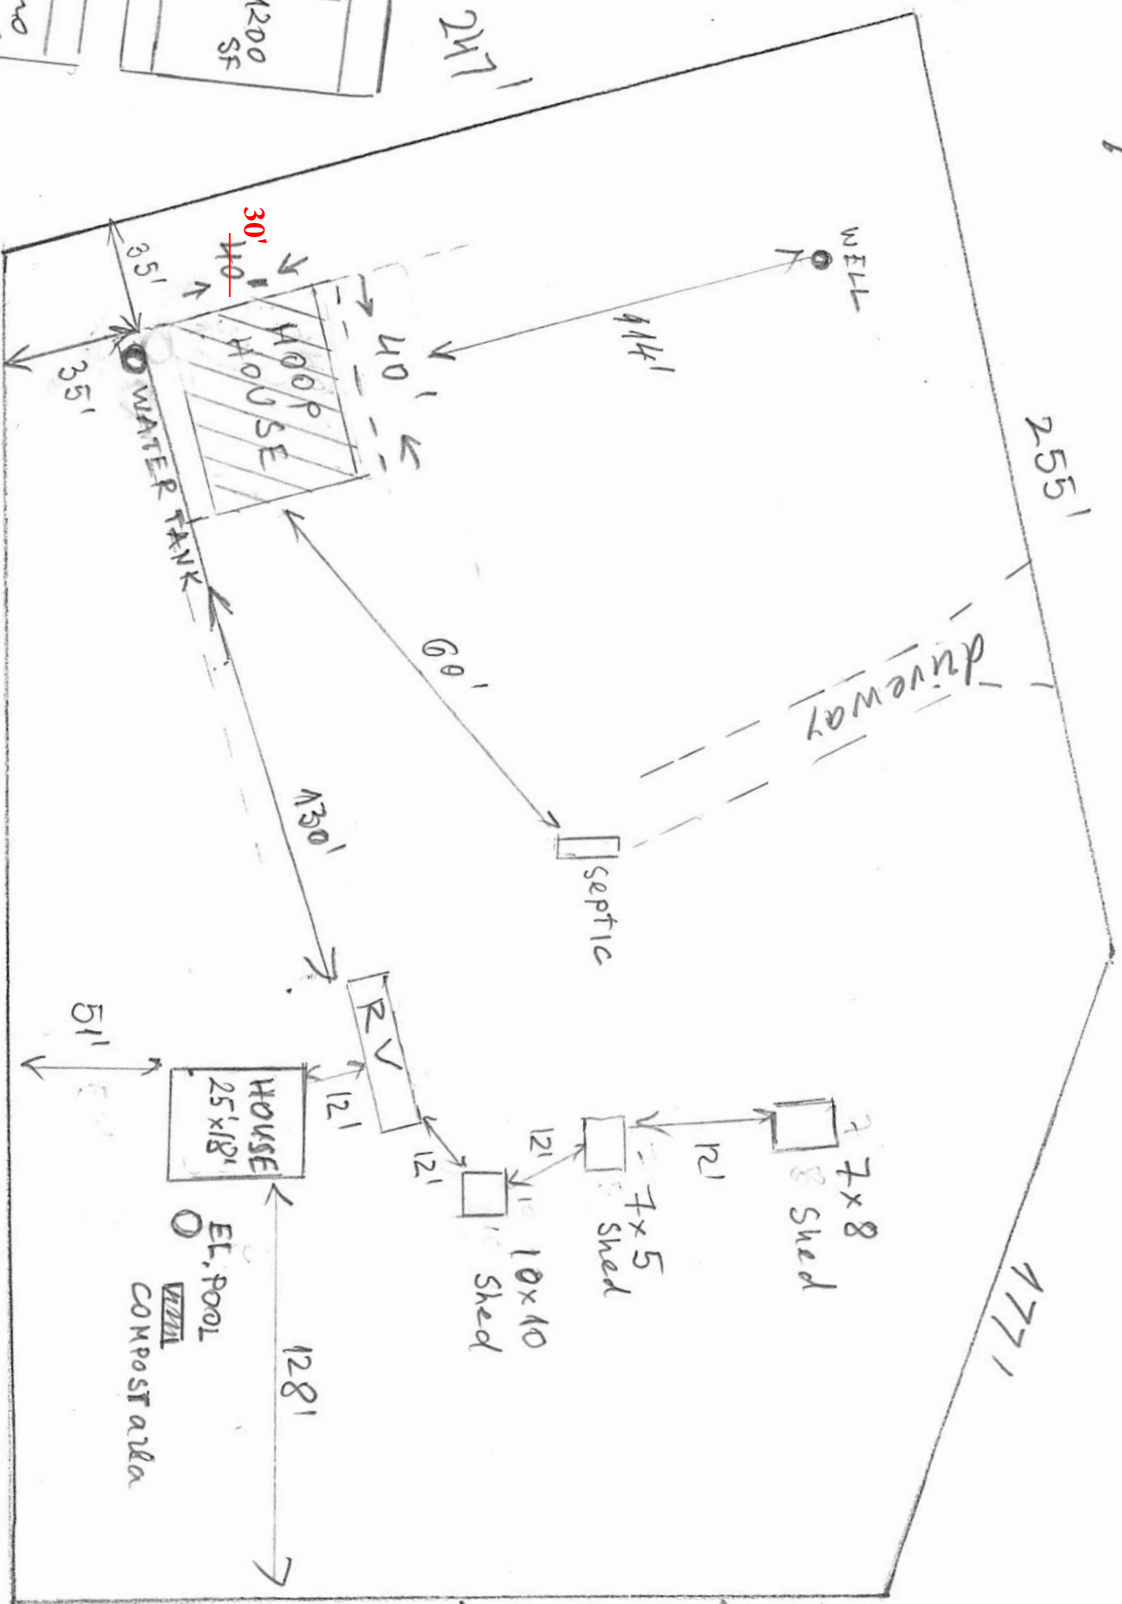 1200
SF
247'
WELL
114'
255'
driveway
35'
30'
40'
40'
HOOP
HOUSE
35'
WATER TANK
60'
130'
septic
RV
51'
12'
HOUSE
25'x18'
12'
12'
12'
7x8
Shed
7x5
Shed
10x10
Shed
177'
EL.POOL
COMPOST area
128'